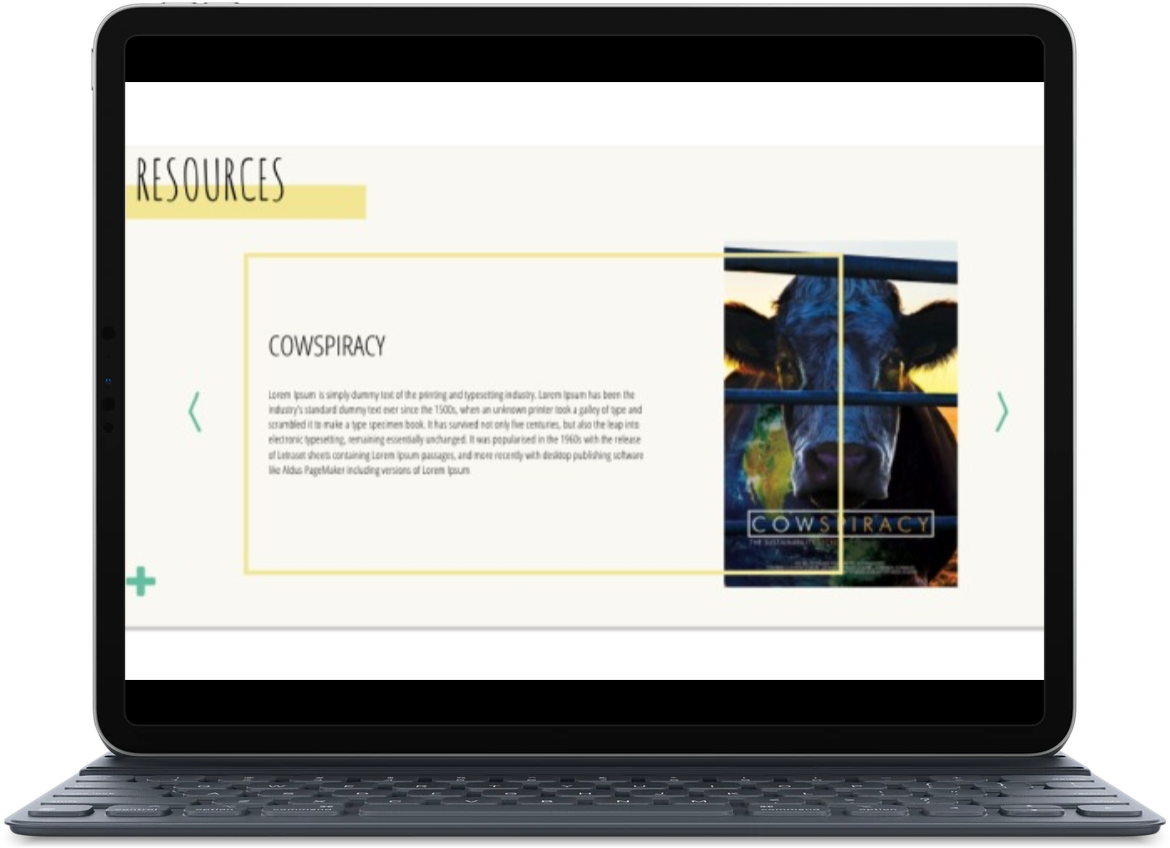 RESOURCES
COWSPIRACY
Lorem Ipsum is simply dummy text of the printing and typesetting industry. Lorem Ipsum has been the
industry's standard dummy text ever since the 1500s, when an unknown printer took a galley of type and
scrambled it to make a type specimen book. It has survived not only five centuries, but also the leap into
electronic typesetting, remaining essentially unchanged. It was popularised in the 1960s with the release
of Letraset sheets containing Lorem Ipsum passages, and more recently with desktop publishing software
like Aldus PageMaker including versions of Lorem Ipsum
COWSPIRACY
THE SUSTAINABILITY SECRET